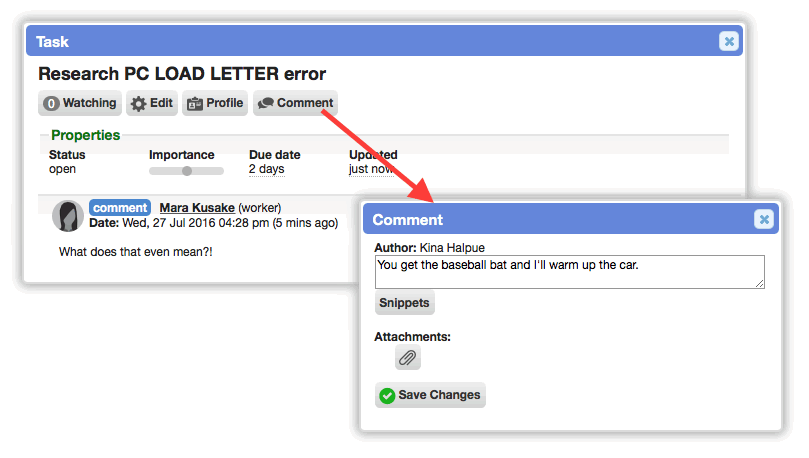 Task
Research PC LOAD LETTER error
0 Watching Edit Profile Comment
Properties
Status Importance Due date Updated
open 2 days just now
comment Mara Kusake (worker)
Date: Wed, 27 Jul 2016 04:28 pm (5 mins ago)
What does that even mean?!
Comment
Author: Kina Halpue
You get the baseball bat and I'll warm up the car.
Snippets
Attachments:
Save Changes